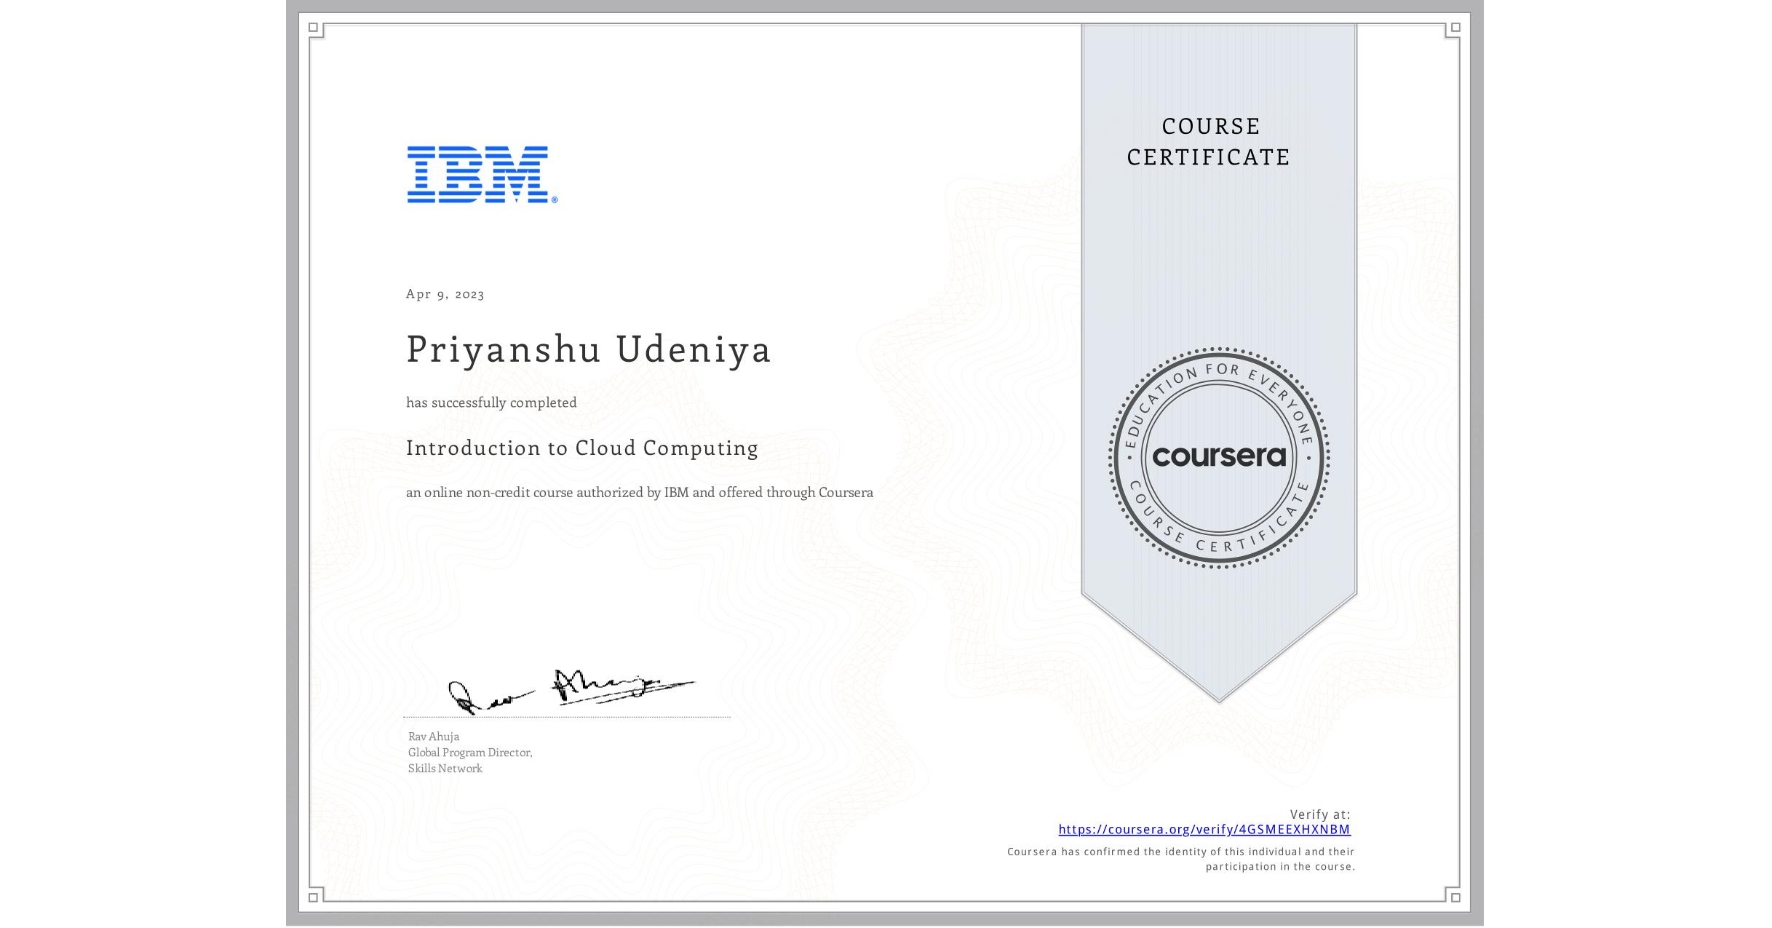 COURSE
CERTIFICATE
IBM®
Apr 9, 2023
Priyanshu Udeniya
has successfully completed
Introduction to Cloud Computing
an online non-credit course authorized by IBM and offered through Coursera
EDUCATION FOR EVERYONE
coursera
COURSE CERTIFICATE
Rav Ahuja
Rav Ahuja
Global Program Director,
Skills Network
Verify at:
https://coursera.org/verify/4GSMEEXHXNBM
Coursera has confirmed the identity of this individual and their
participation in the course.